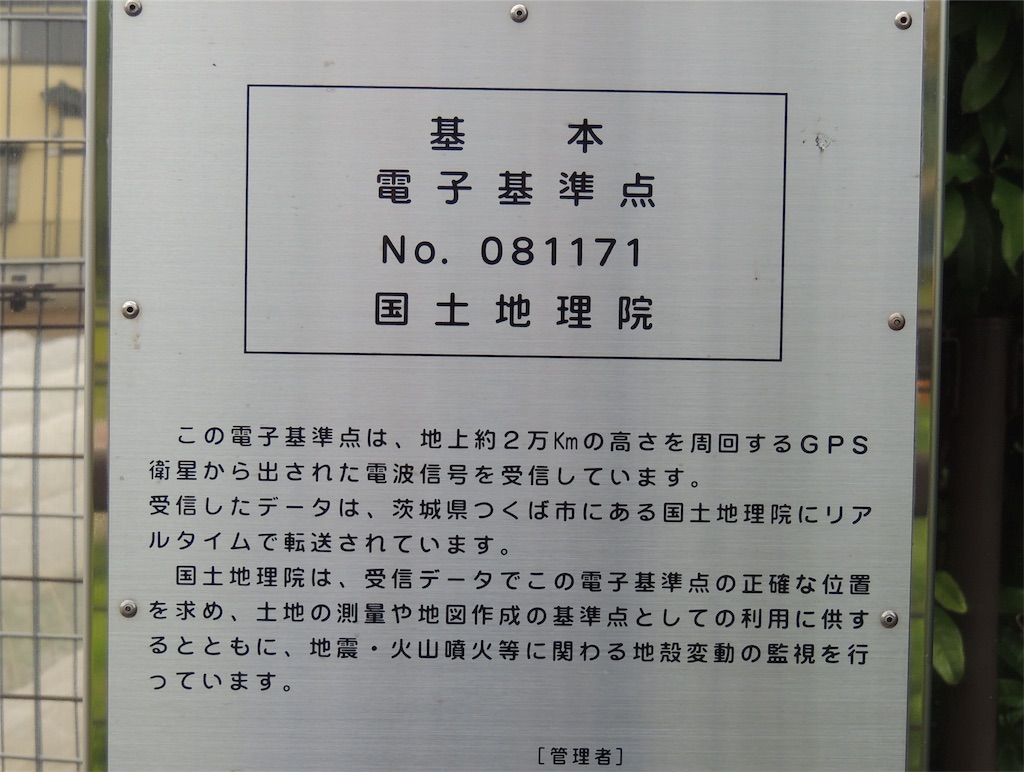 基本
電子基準点
No. 081171
国土地理院
この電子基準点は、地上約2万Kmの高さを周回するGPS
衛星から出された電波信号を受信しています。
受信したデータは、茨城県つくば市にある国土地理院にリア
ルタイムで転送されています。
国土地理院は、受信データでこの電子基準点の正確な位置
を求め、土地の測量や地図作成の基準点としての利用に供す
るとともに、地震・火山噴火等に関わる地殻変動の監視を行
っています。
[管理者]